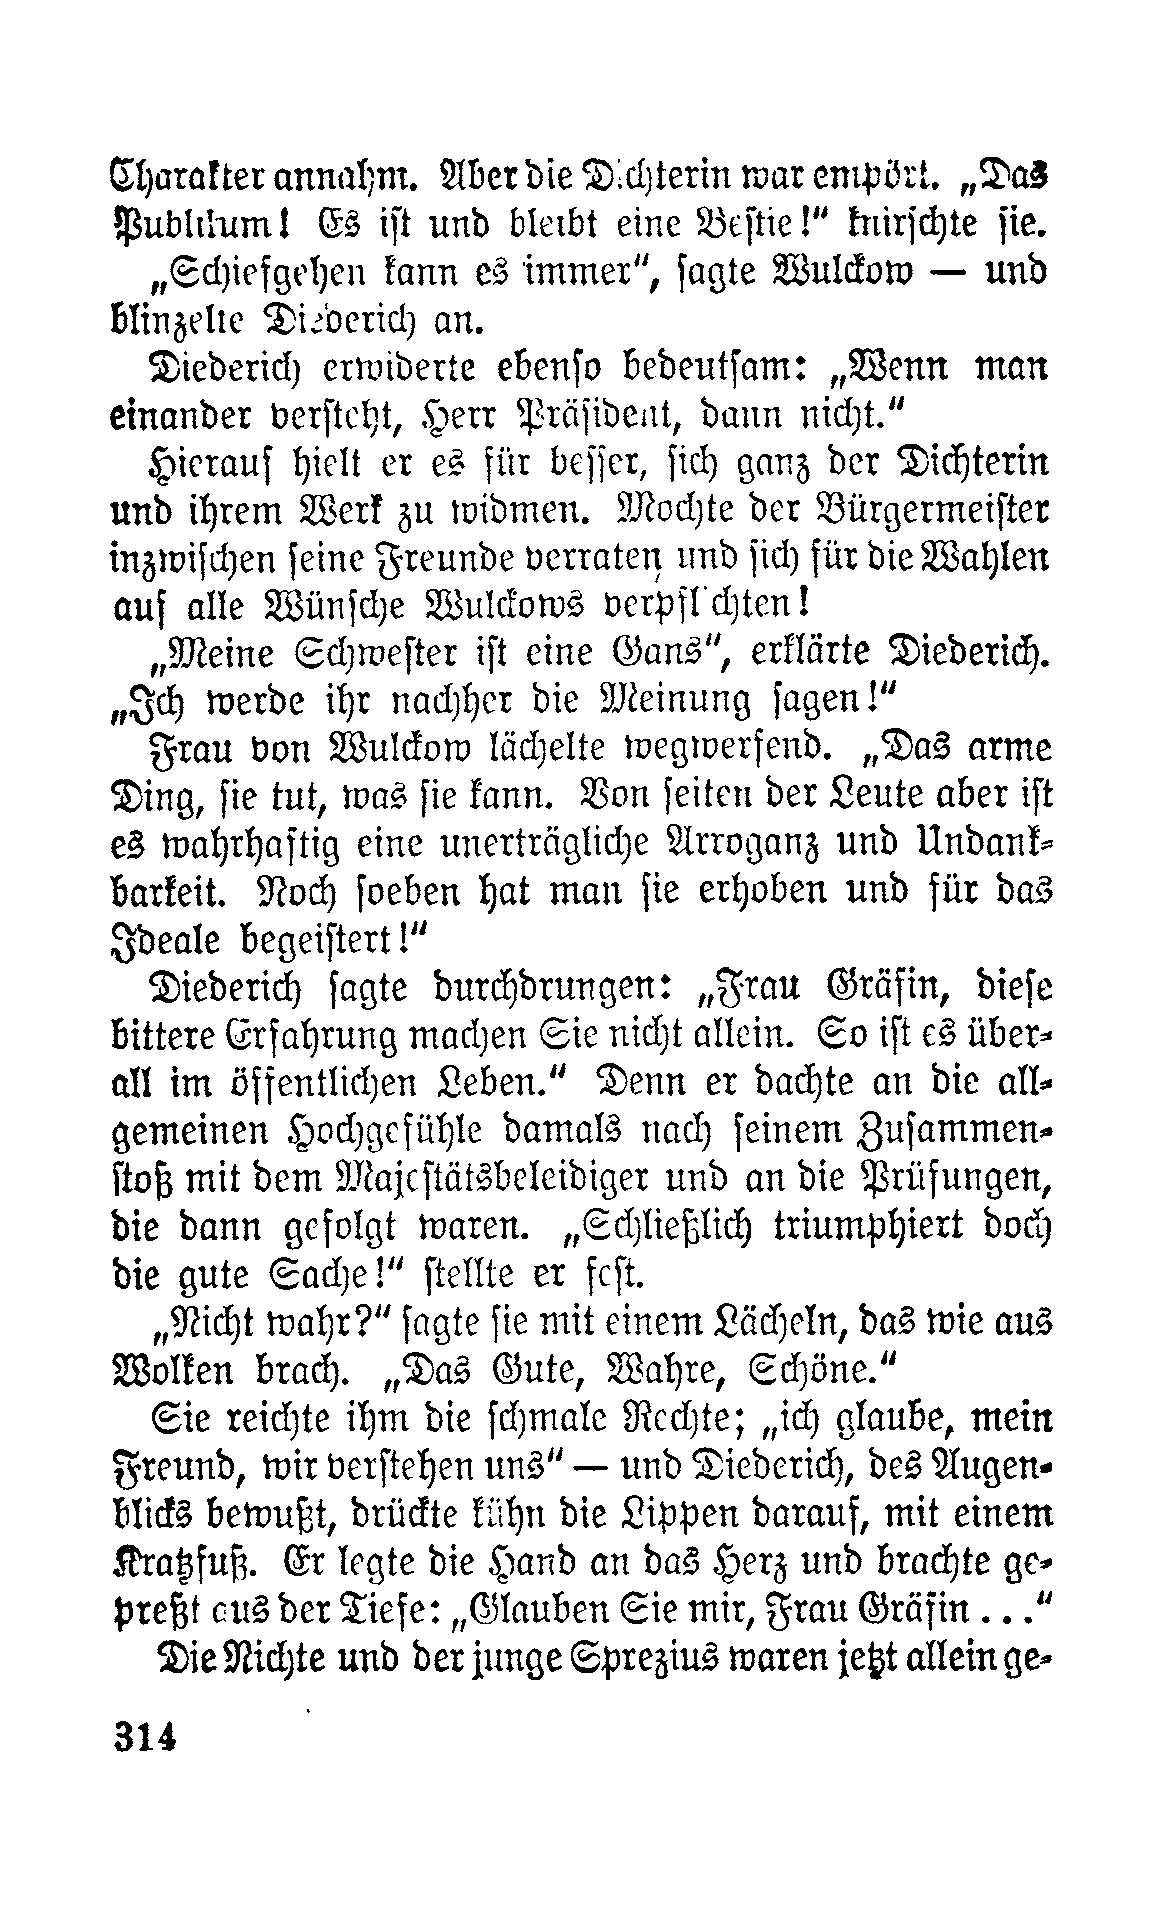 Charakter annahm. Aber die Dichterin war empört. „Das
Publikum! Es ist und bleibt eine Bestie!“ knirschte sie.
„Schiefgehen kann es immer“, sagte Wulckow — und
blinzelte Diederich an.
Diederich erwiderte ebenso bedeutsam: „Wenn man
einander versteht, Herr Präsident, dann nicht.“
Hierauf hielt er es für besser, sich ganz der Dichterin
und ihrem Werk zu widmen. Mochte der Bürgermeister
inzwischen seine Freunde verraten und sich für die Wahlen
auf alle Wünsche Wulckows verpflichten!
„Meine Schwester ist eine Gans“, erklärte Diederich.
„Ich werde ihr nachher die Meinung sagen!“
Frau von Wulckow lächelte wegwerfend. „Das arme
Ding, sie tut, was sie kann. Von seiten der Leute aber ist
es wahrhaftig eine unerträgliche Arroganz und Undank-
barkeit. Noch soeben hat man sie erhoben und für das
Ideale begeistert!“
Diederich sagte durchdrungen: „Frau Gräfin, diese
bittere Erfahrung machen Sie nicht allein. So ist es über-
all im öffentlichen Leben.“ Denn er dachte an die all-
gemeinen Hochgefühle damals nach seinem Zusammen-
stoß mit dem Majestätsbeleidiger und an die Prüfungen,
die dann gefolgt waren. „Schließlich triumphiert doch
die gute Sache!“ stellte er fest.
„Nicht wahr?“ sagte sie mit einem Lächeln, das wie aus
Wolken brach. „Das Gute, Wahre, Schöne.“
Sie reichte ihm die schmale Rechte; „ich glaube, mein
Freund, wir verstehen uns“ — und Diederich, des Augen-
blicks bewußt, drückte kühn die Lippen darauf, mit einem
Kratzfuß. Er legte die Hand an das Herz und brachte ge-
preßt aus der Tiefe: „Glauben Sie mir, Frau Gräfin . . .“
Die Nichte und der junge Sprezius waren jetzt allein ge-
314